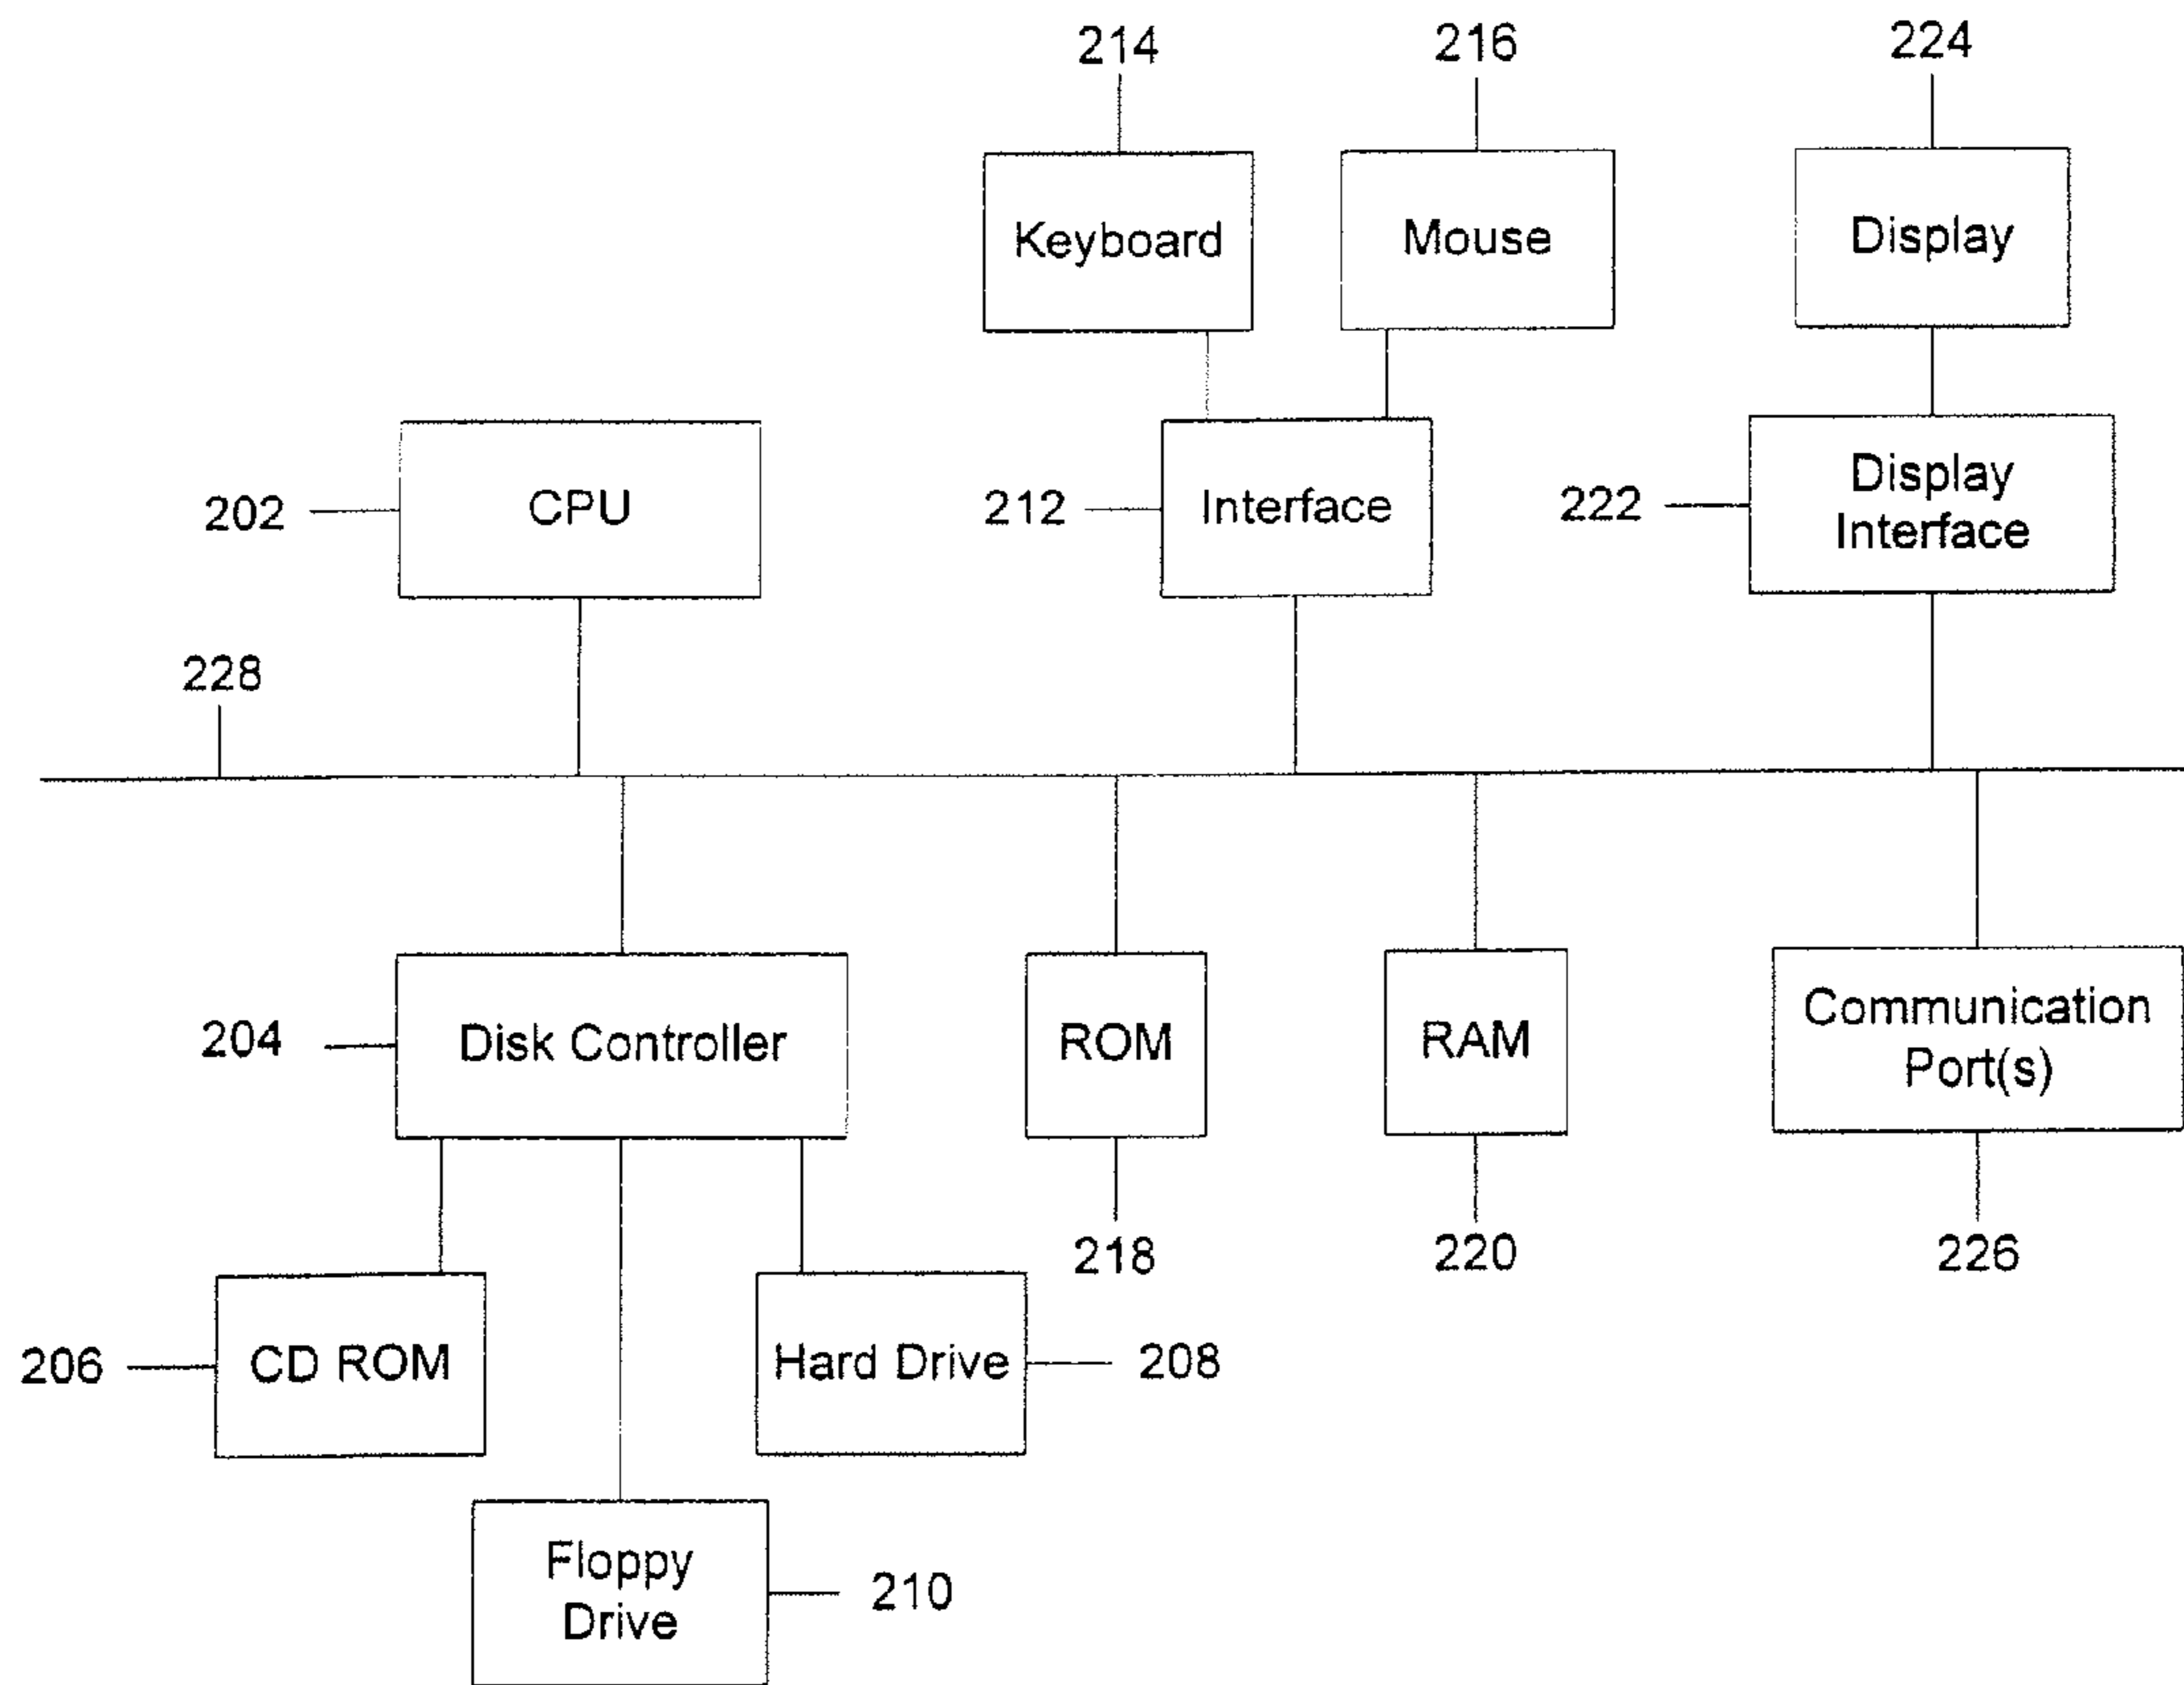 214
216
224
Keyboard
Mouse
Display
202
CPU
212
Interface
222
Display
Interface
228
204
Disk Controller
ROM
RAM
Communication
Port(s)
218
220
226
206
CD ROM
Hard Drive
208
Floppy
Drive
210